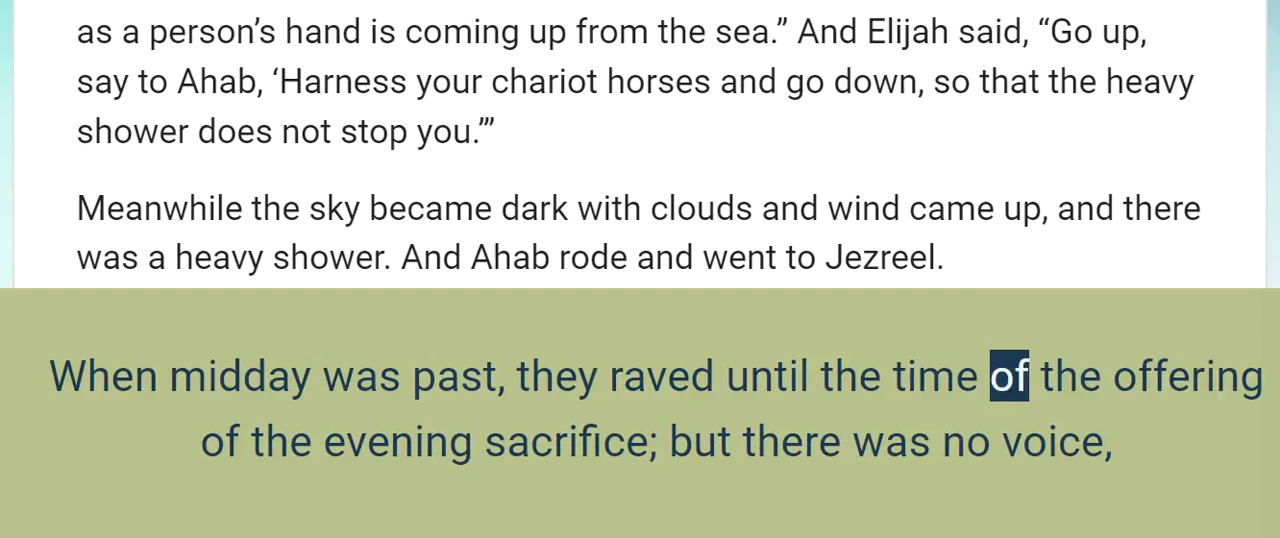 as a person’s hand is coming up from the sea.” And Elijah said, “Go up,
say to Ahab, ‘Harness your chariot horses and go down, so that the heavy
shower does not stop you.’”
Meanwhile the sky became dark with clouds and wind came up, and there
was a heavy shower. And Ahab rode and went to Jezreel.
When midday was past, they raved until the time of the offering
of the evening sacrifice; but there was no voice,